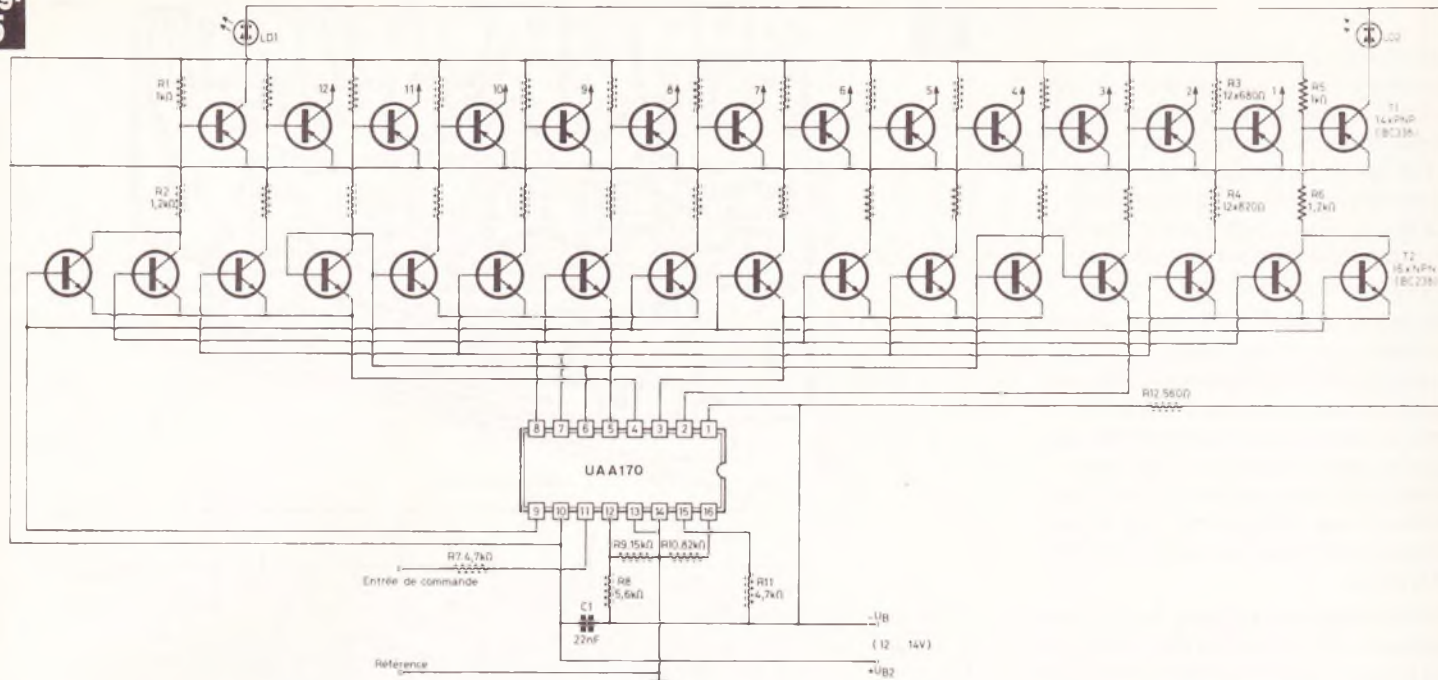 5
LD1
LD2
R1
1kΩ
12
11
10
9
8
7
6
5
4
3
2
R3
12x680Ω
1
R5
1kΩ
T1
14xPNP
R2
1,2kΩ
R4
12x820Ω
R6
1,2kΩ
T2
16xNPN
(BC238)
R12.560Ω
8 7 6 5 4 3 2 1
UAA170
9 10 11 12 13 14 15 16
R7.4,7kΩ
Entrée de commande
R9.15kΩ
R10.82kΩ
R8
5,6kΩ
R11
4,7kΩ
C1
22nF
-UB
(12 14V)
+UB2
Référence